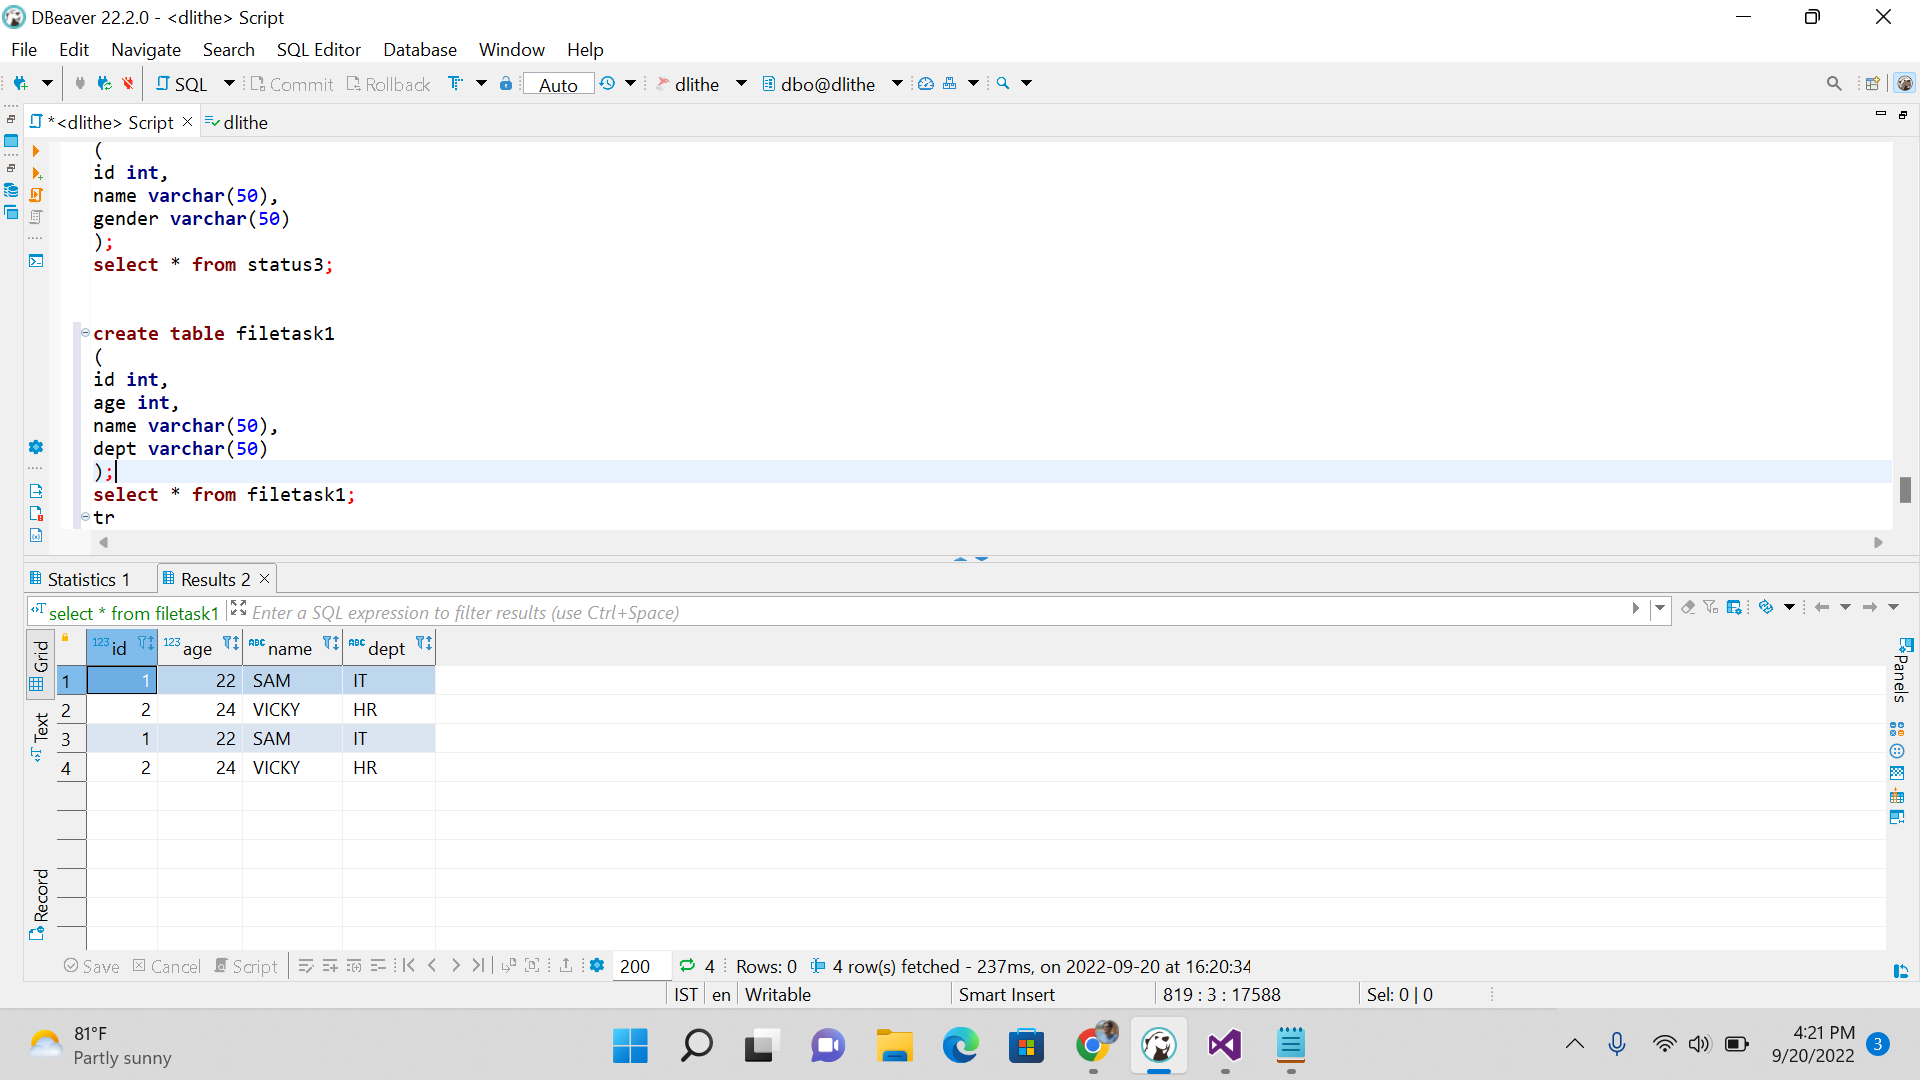 DBeaver 22.2.0 - <dlithe> Script
File Edit Navigate Search SQL Editor Database Window Help
SQL Commit Rollback Auto dlithe dbo@dlithe
*<dlithe> Script dlithe
(
id int,
name varchar(50),
gender varchar(50)
);
select * from status3;
create table filetask1
(
id int,
age int,
name varchar(50),
dept varchar(50)
);
select * from filetask1;
tr
Statistics 1 Results 2
select * from filetask1 Enter a SQL expression to filter results (use Ctrl+Space)
Grid
Text
Record
Panels
123 id 123 age ABC name ABC dept
1 1 22 SAM IT
2 2 24 VICKY HR
3 1 22 SAM IT
4 2 24 VICKY HR
Save Cancel Script 200 4 Rows: 0 4 row(s) fetched - 237ms, on 2022-09-20 at 16:20:34
IST en Writable Smart Insert 819 : 3 : 17588 Sel: 0 | 0
81°F
Partly sunny
4:21 PM
9/20/2022
3